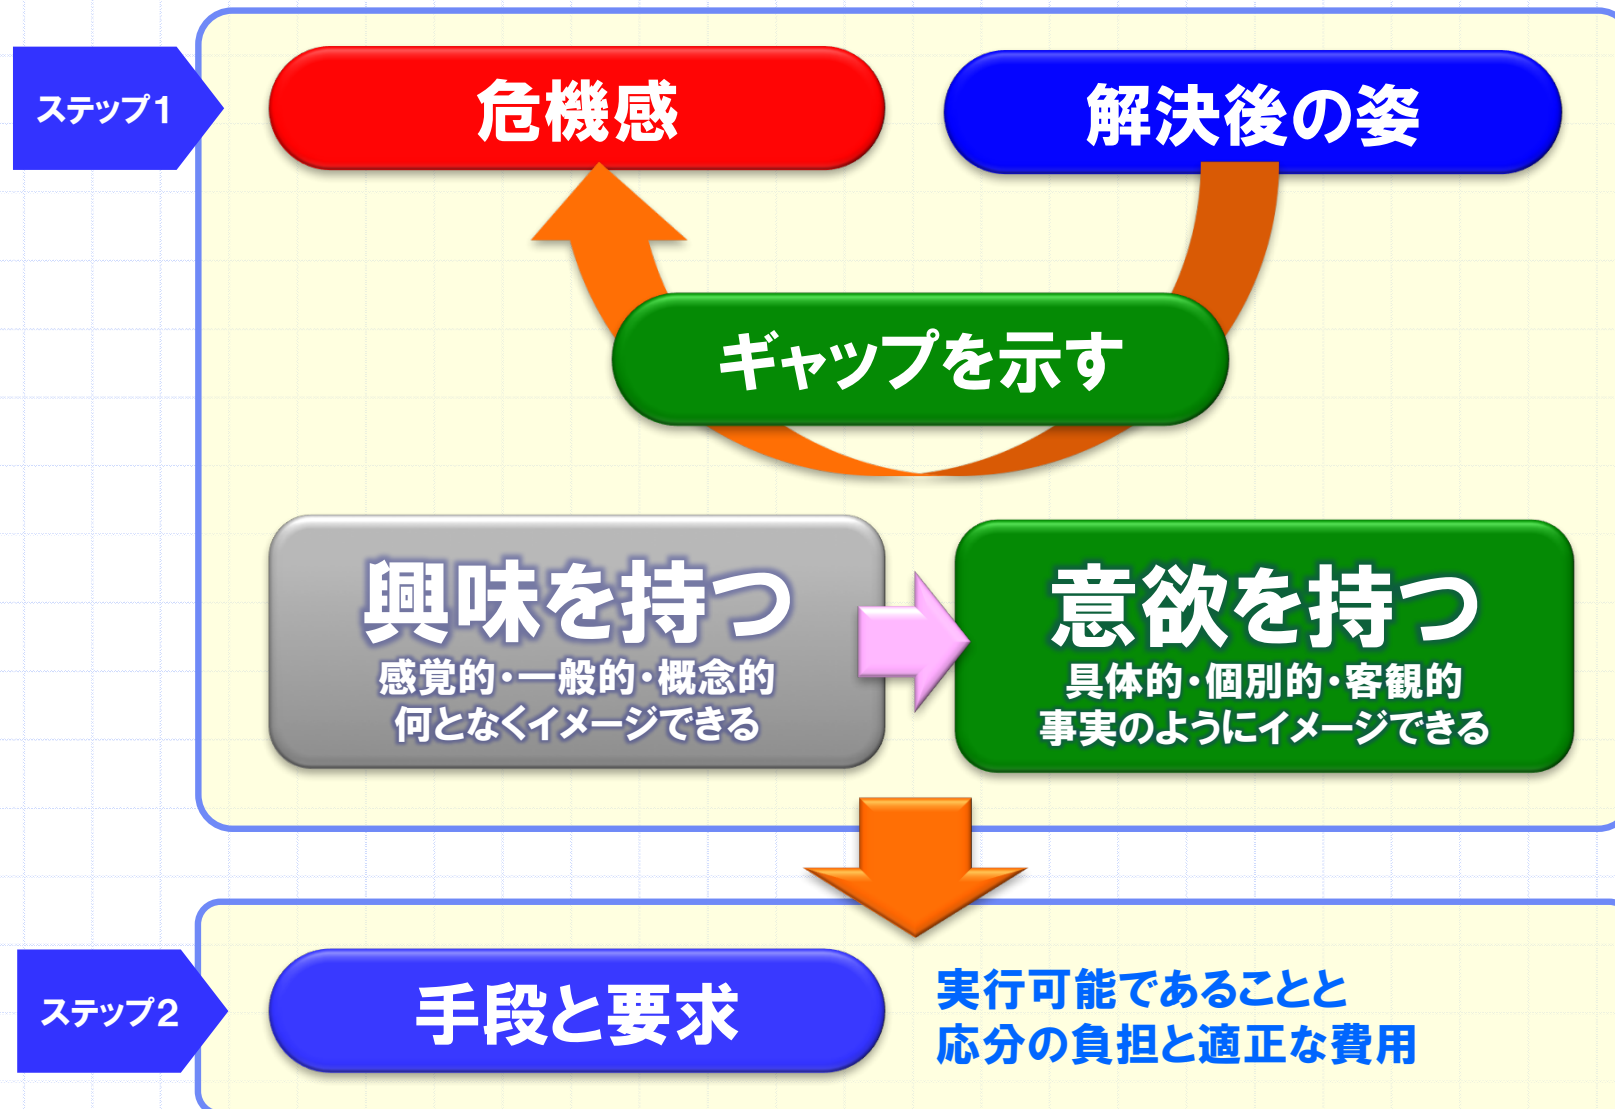 ステップ1
危機感
解決後の姿
ギャップを示す
興味を持つ
感覚的・一般的・概念的
何となくイメージできる
意欲を持つ
具体的・個別的・客観的
事実のようにイメージできる
ステップ2
手段と要求
実行可能であることと
応分の負担と適正な費用